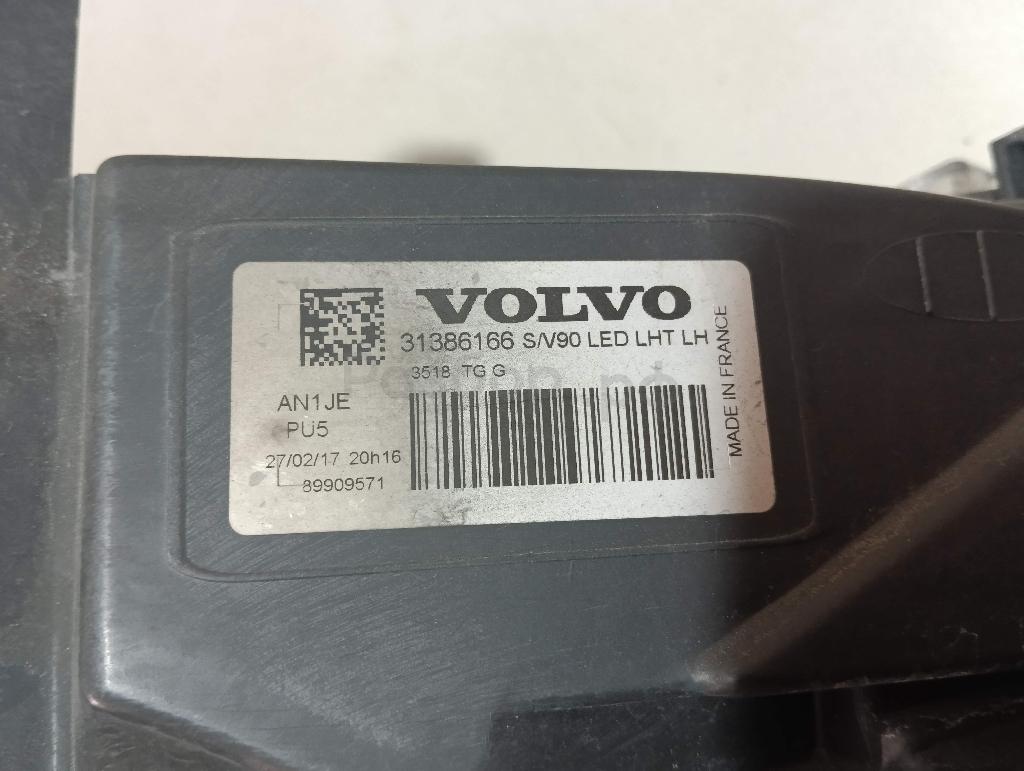 VOLVO
31386166 S/V90 LED LHT LH
3518 TG G
AN1JE
PU5
27/02/17 20h16
89909571
MADE IN FRANCE